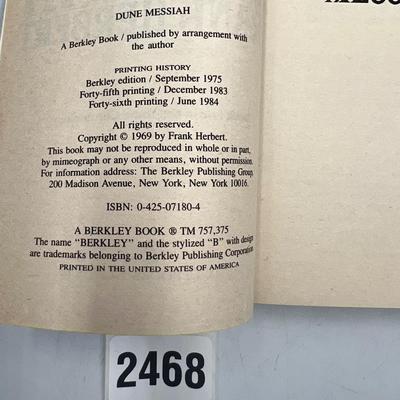 DUNE MESSIAH
A Berkley Book / published by arrangement with
the author
PRINTING HISTORY
Berkley edition / September 1975
Forty-fifth printing / December 1983
Forty-sixth printing / June 1984
All rights reserved.
Copyright © 1969 by Frank Herbert.
This book may not be reproduced in whole or in part,
by mimeograph or any other means, without permission.
For information address: The Berkley Publishing Group,
200 Madison Avenue, New York, New York 10016.
ISBN: 0-425-07180-4
A BERKLEY BOOK ® TM 757,375
The name "BERKLEY" and the stylized "B" with design
are trademarks belonging to Berkley Publishing Corporation
PRINTED IN THE UNITED STATES OF AMERICA
2468